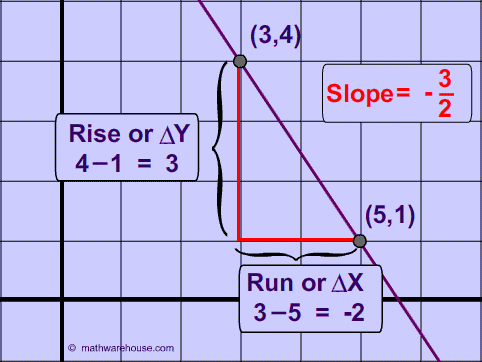 (3,4)
Slope = - 3/2
Rise or ΔY
4−1 = 3
(5,1)
Run or ΔX
3−5 = -2
© mathwarehouse.com